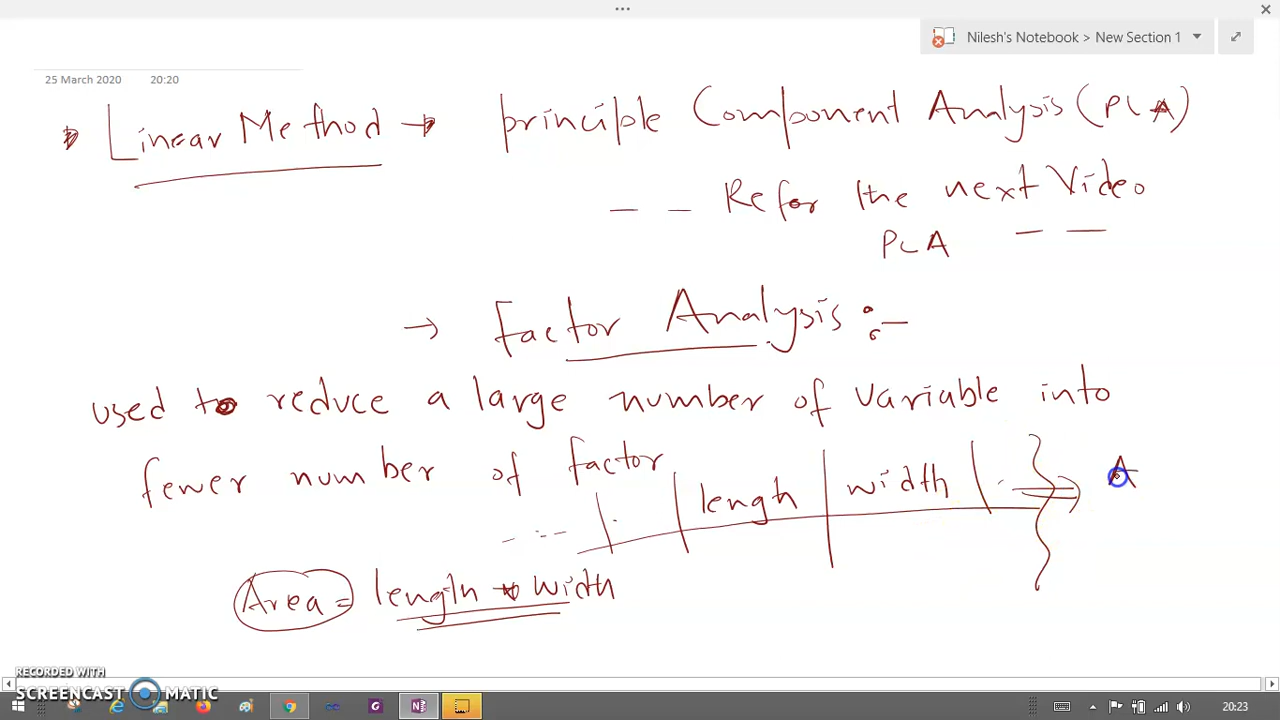 Nilesh's Notebook > New Section 1
25 March 2020 20:20
Linear Method → principle Component Analysis (PCA)
-- Refer the next Video
PCA --
→ Factor Analysis :-
used to reduce a large number of variable into
fewer number of factor
lengh width
A
Area = length * width
RECORDED WITH
SCREENCAST MATIC
20:23